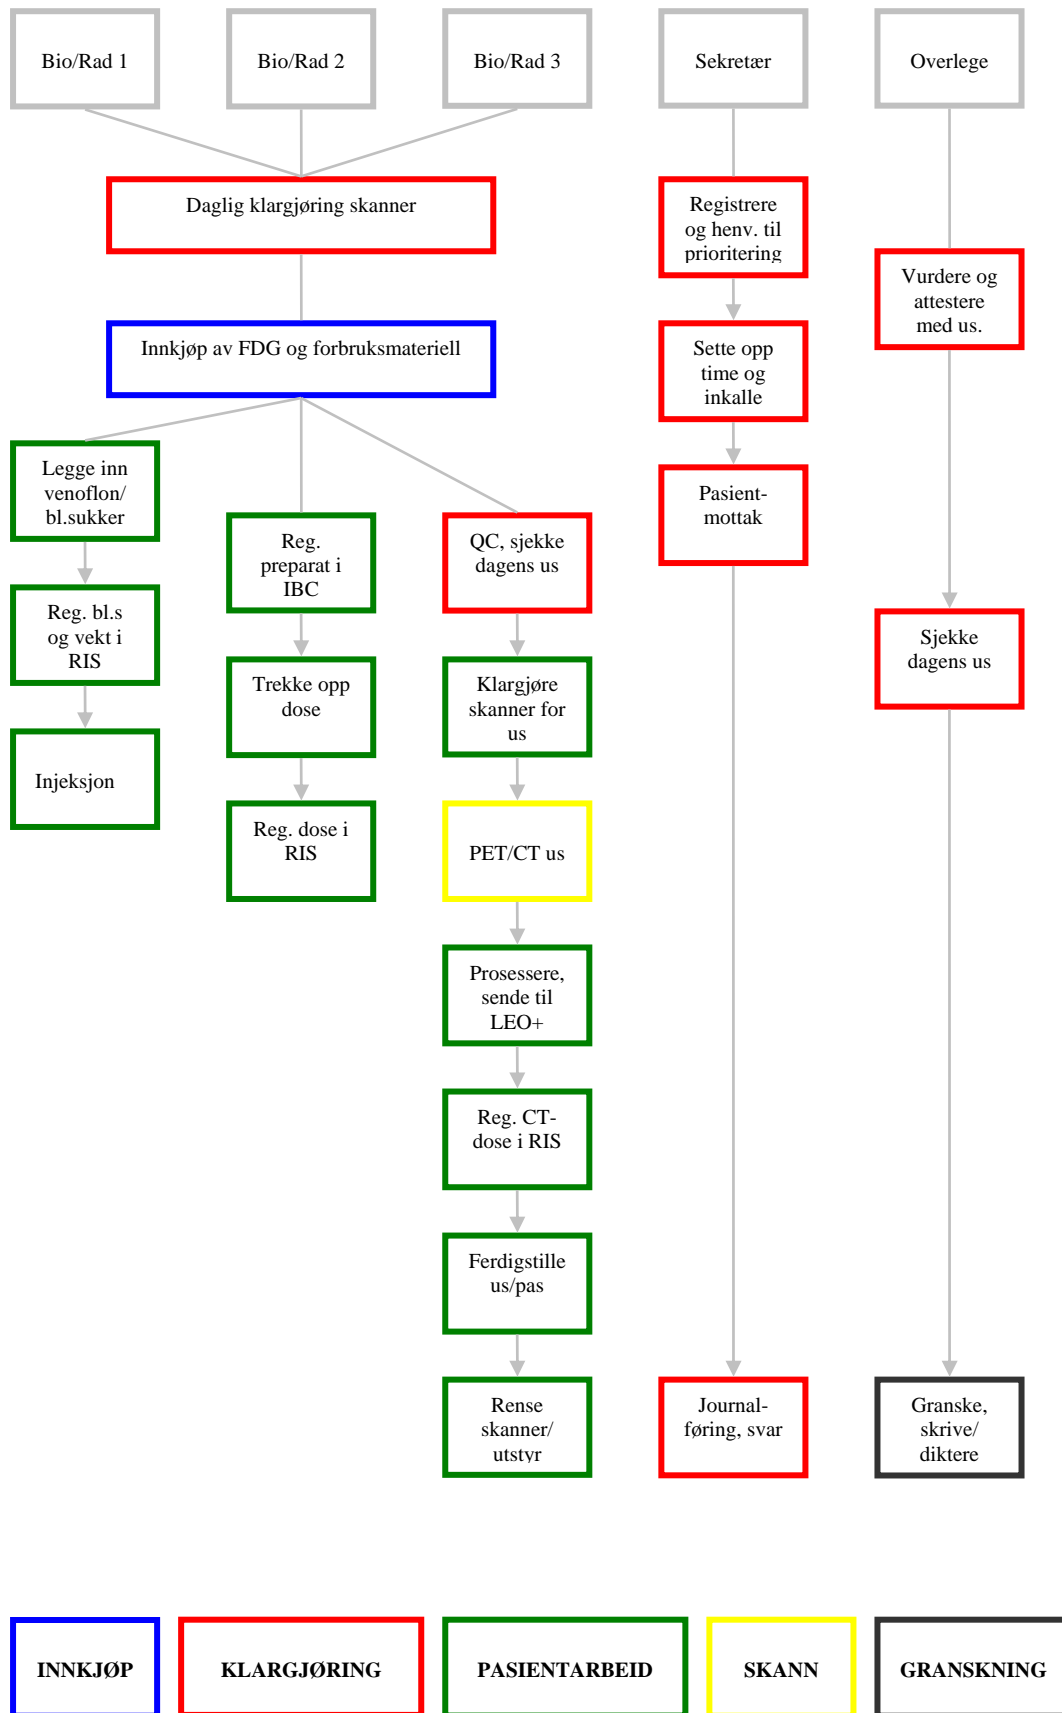 Bio/Rad 1
Bio/Rad 2
Bio/Rad 3
Sekretær
Overlege
Daglig klargjøring skanner
Registrere
og henv. til
prioritering
Vurdere og
attestere
med us.
Innkjøp av FDG og forbruksmateriell
Sette opp
time og
inkalle
Legge inn
venoflon/
bl.sukker
Pasient-
mottak
Reg.
preparat i
IBC
QC, sjekke
dagens us
Reg. bl.s
og vekt i
RIS
Sjekke
dagens us
Trekke opp
dose
Klargjøre
skanner for
us
Injeksjon
Reg. dose i
RIS
PET/CT us
Prosessere,
sende til
LEO+
Reg. CT-
dose i RIS
Ferdigstille
us/pas
Rense
skanner/
utstyr
Journal-
føring, svar
Granske,
skrive/
diktere
INNKJØP
KLARGJØRING
PASIENTARBEID
SKANN
GRANSKNING